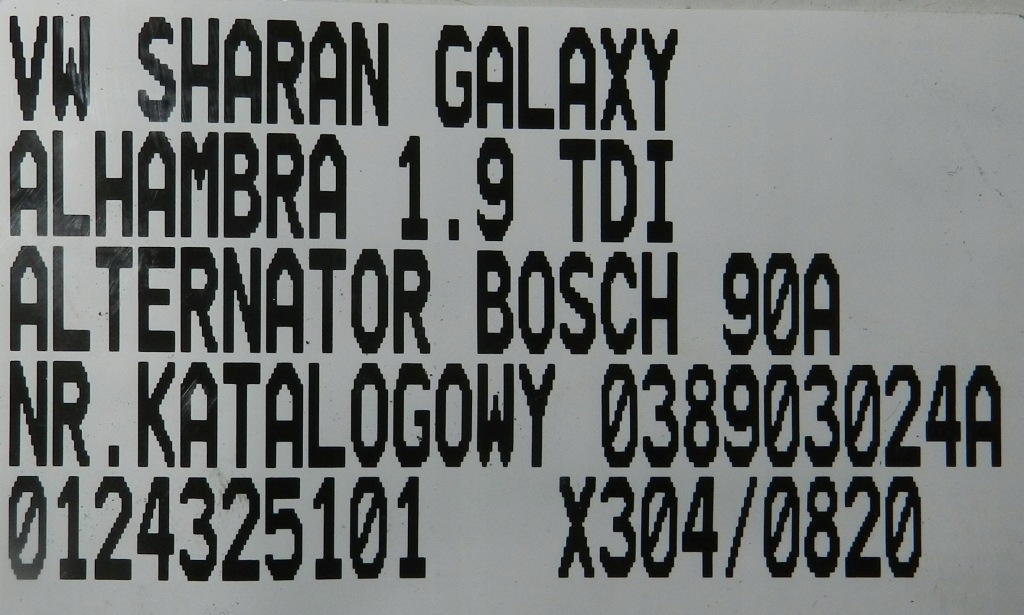 VW SHARAN GALAXY
ALHAMBRA 1.9 TDI
ALTERNATOR BOSCH 90A
NR.KATALOGOWY 038903024A
0124325101 X304/0820